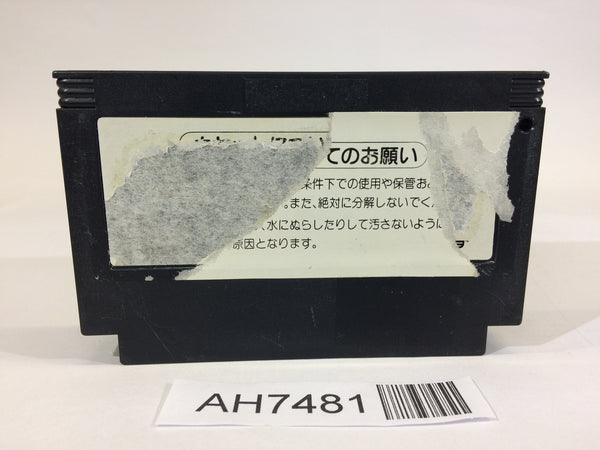 てのお願い
条件下での使用や保管お
。また、絶対に分解しないでく
水にぬらしたりして汚さないように
原因となります。
AH7481